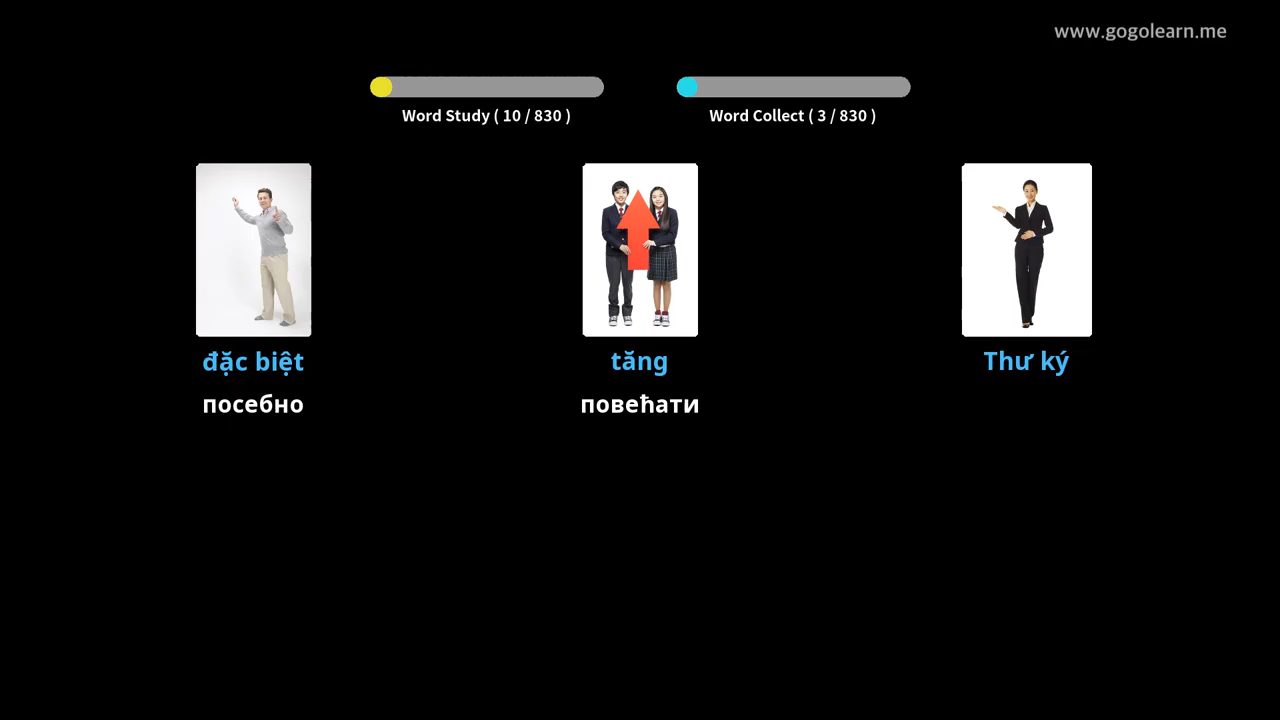 www.gogolearn.me
Word Study ( 10 / 830 )
Word Collect ( 3 / 830 )
đặc biệt
tăng
Thư ký
посебно
повећати